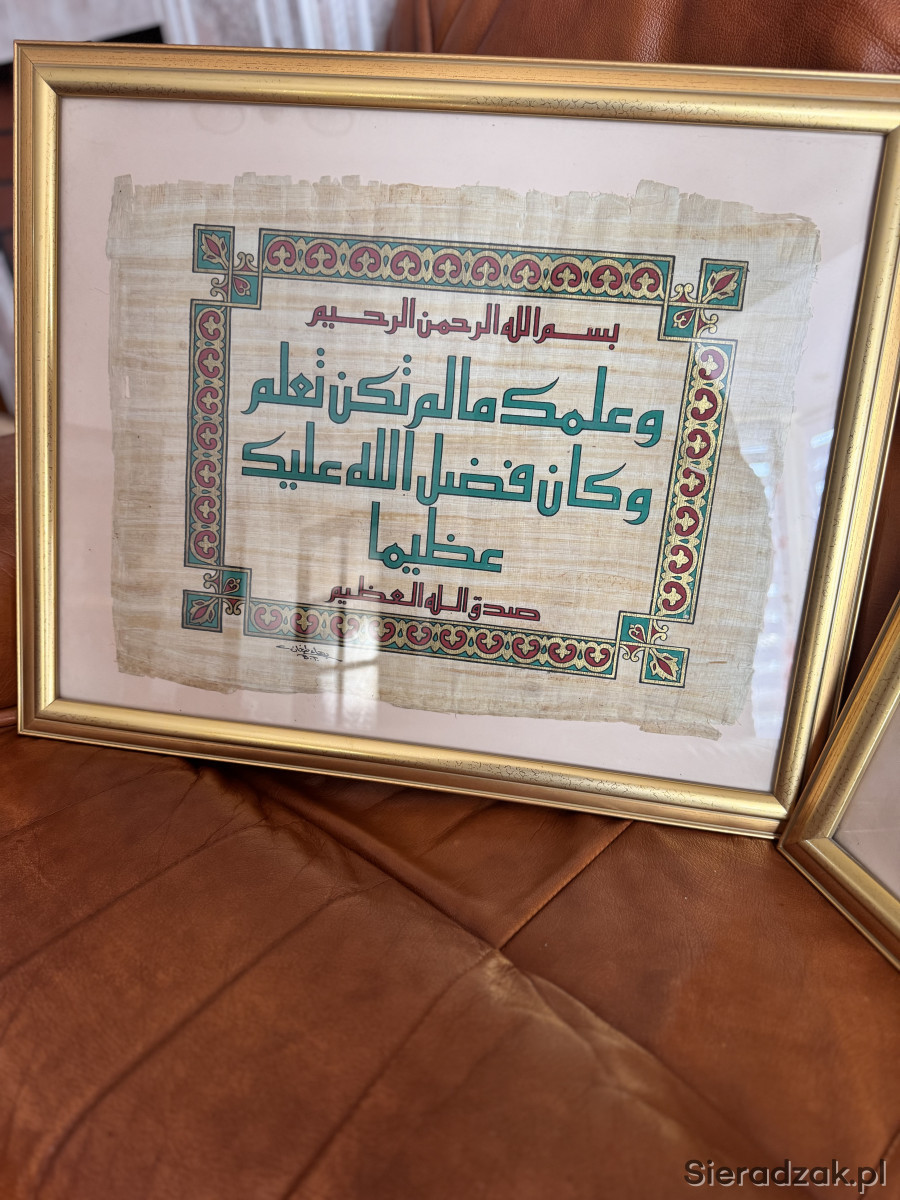 بسم الله الرحمن الرحيم
وعلمك ما لم تكن تعلم
وكان فضل الله عليك
عظيما
صدق الله العظيم
Sieradzak.pl